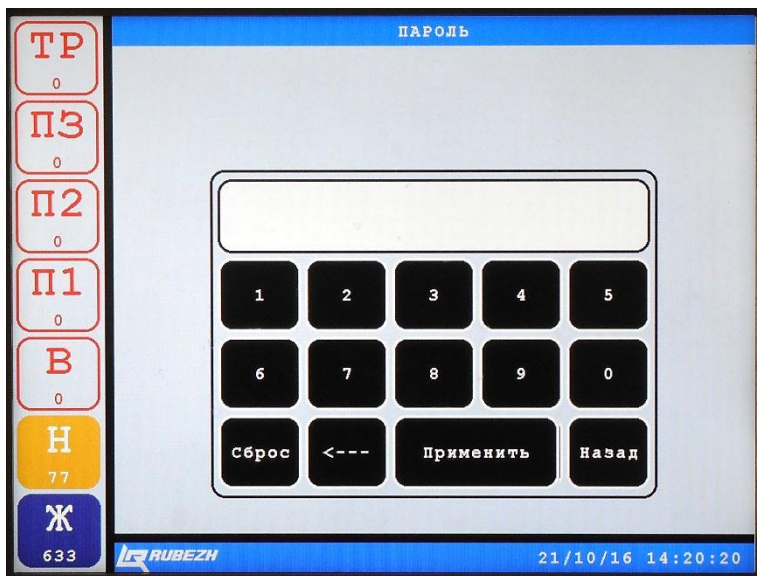 ПАРОЛЬ
ТР
0
ПЗ
0
П2
0
П1
0
В
0
Н
77
Ж
633
1 2 3 4 5
6 7 8 9 0
Сброс <--- Применить Назад
RUBEZH 21/10/16 14:20:20